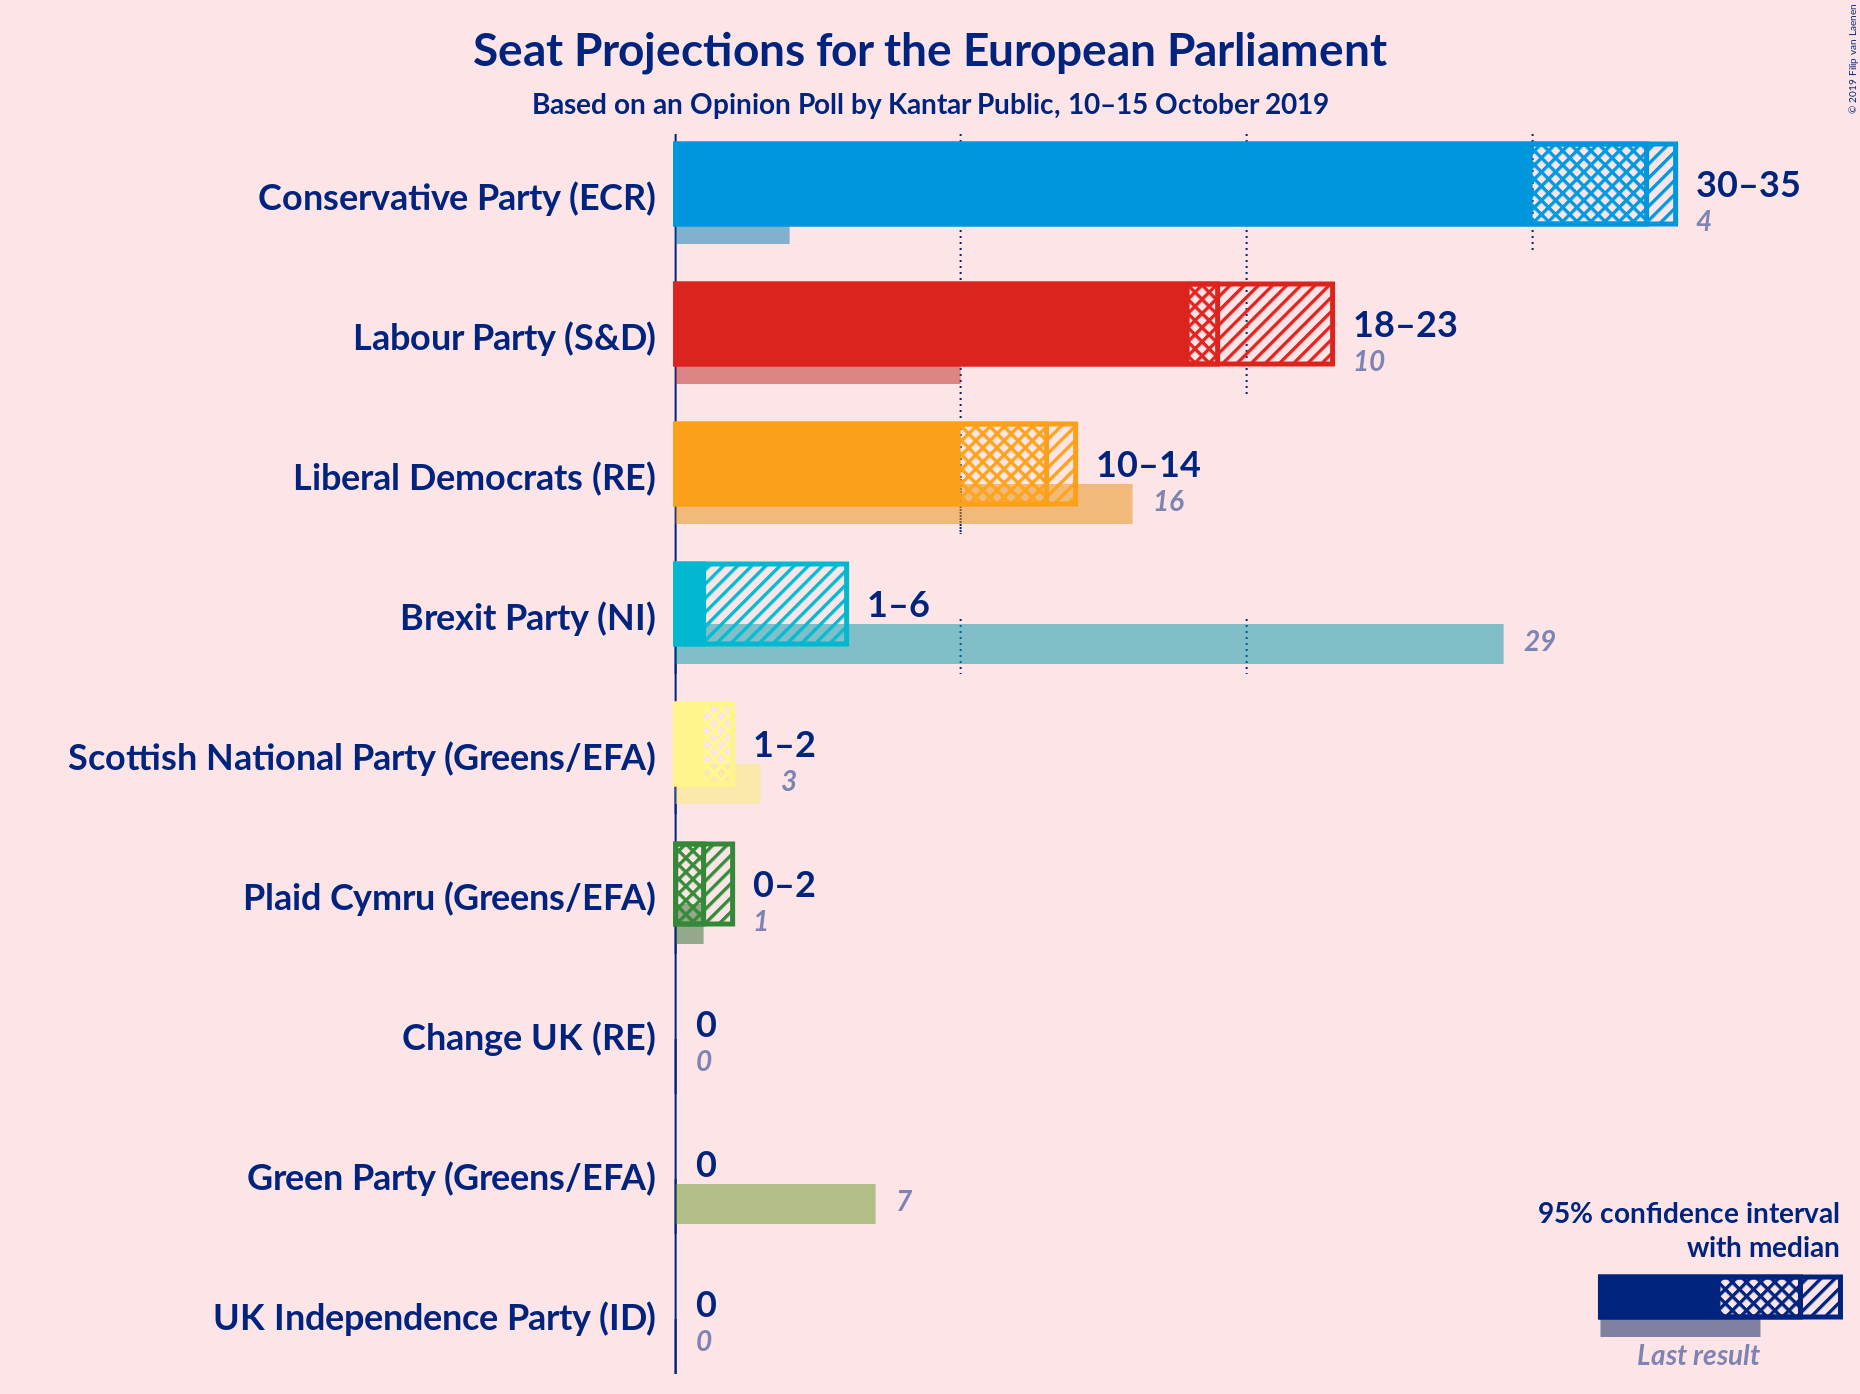 Seat Projections for the European Parliament
Based on an Opinion Poll by Kantar Public, 10–15 October 2019
© 2019 Filip van Laenen
Conservative Party (ECR)
30–35
4
Labour Party (S&D)
18–23
10
Liberal Democrats (RE)
10–14
16
Brexit Party (NI)
1–6
29
Scottish National Party (Greens/EFA)
1–2
3
Plaid Cymru (Greens/EFA)
0–2
1
Change UK (RE)
0
0
Green Party (Greens/EFA)
0
7
UK Independence Party (ID)
0
0
95% confidence interval
with median
Last result